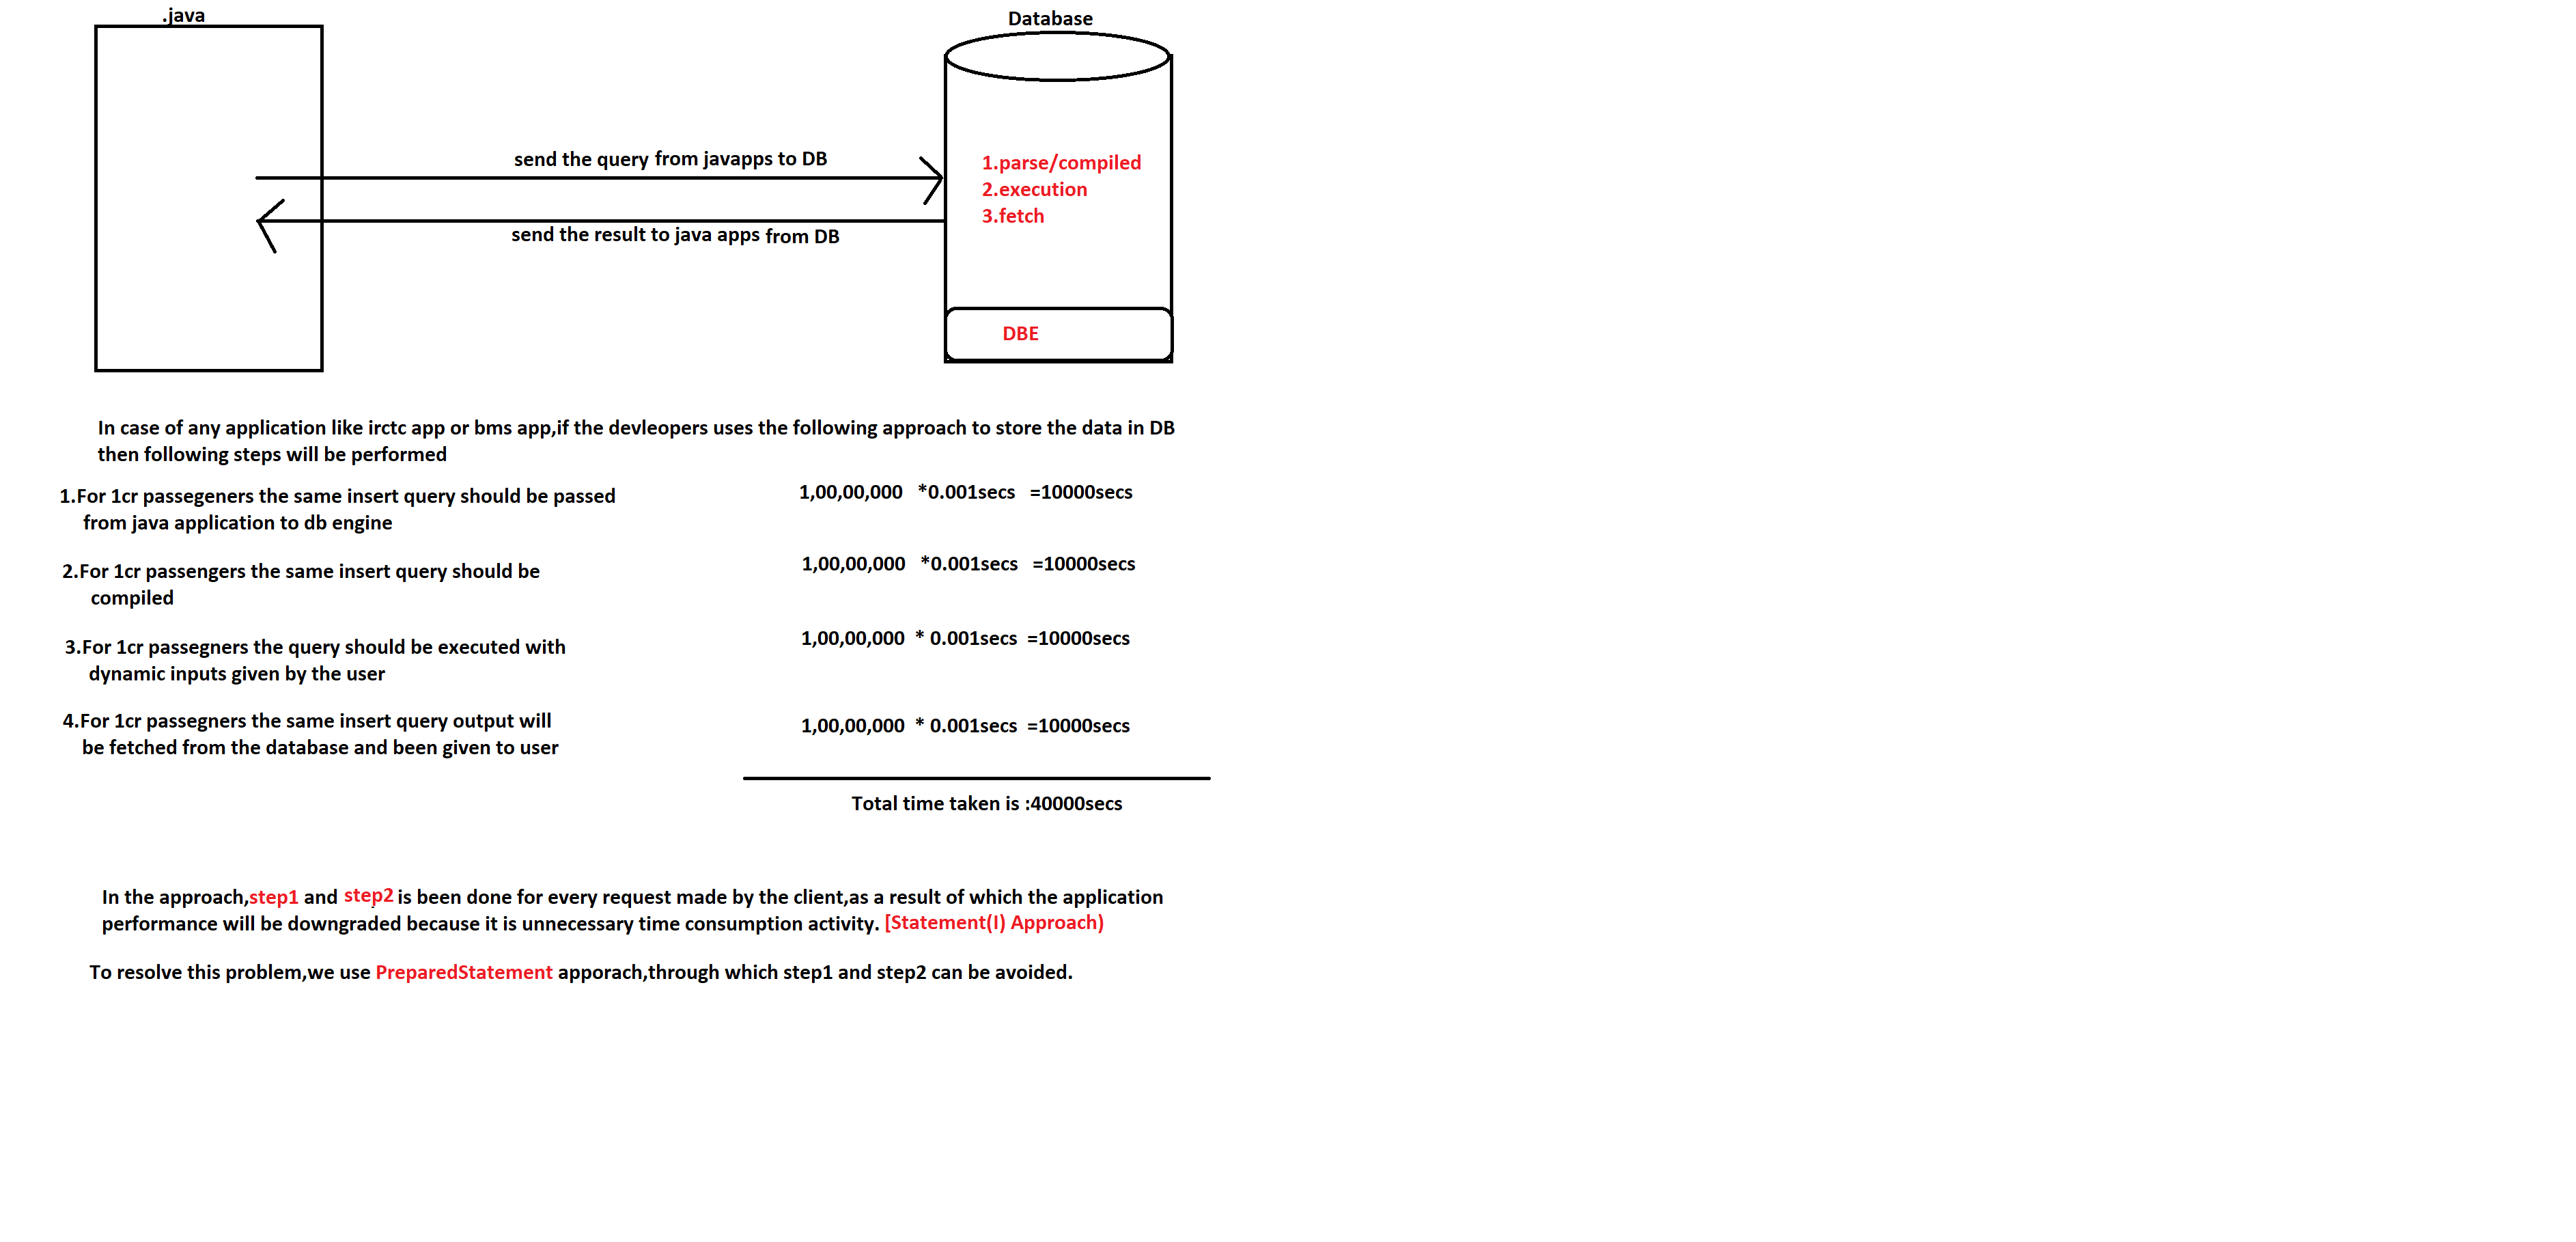 .java
Database
send the query from javapps to DB
1.parse/compiled
2.execution
3.fetch
send the result to java apps from DB
DBE
In case of any application like irctc app or bms app,if the devleopers uses the following approach to store the data in DB
then following steps will be performed
1.For 1cr passegeners the same insert query should be passed
from java application to db engine
1,00,00,000 *0.001secs =10000secs
2.For 1cr passengers the same insert query should be
compiled
1,00,00,000 *0.001secs =10000secs
3.For 1cr passegners the query should be executed with
dynamic inputs given by the user
1,00,00,000 * 0.001secs =10000secs
4.For 1cr passegners the same insert query output will
be fetched from the database and been given to user
1,00,00,000 * 0.001secs =10000secs
Total time taken is :40000secs
In the approach,step1 and step2 is been done for every request made by the client,as a result of which the application
performance will be downgraded because it is unnecessary time consumption activity. [Statement(I) Approach)
To resolve this problem,we use PreparedStatement apporach,through which step1 and step2 can be avoided.